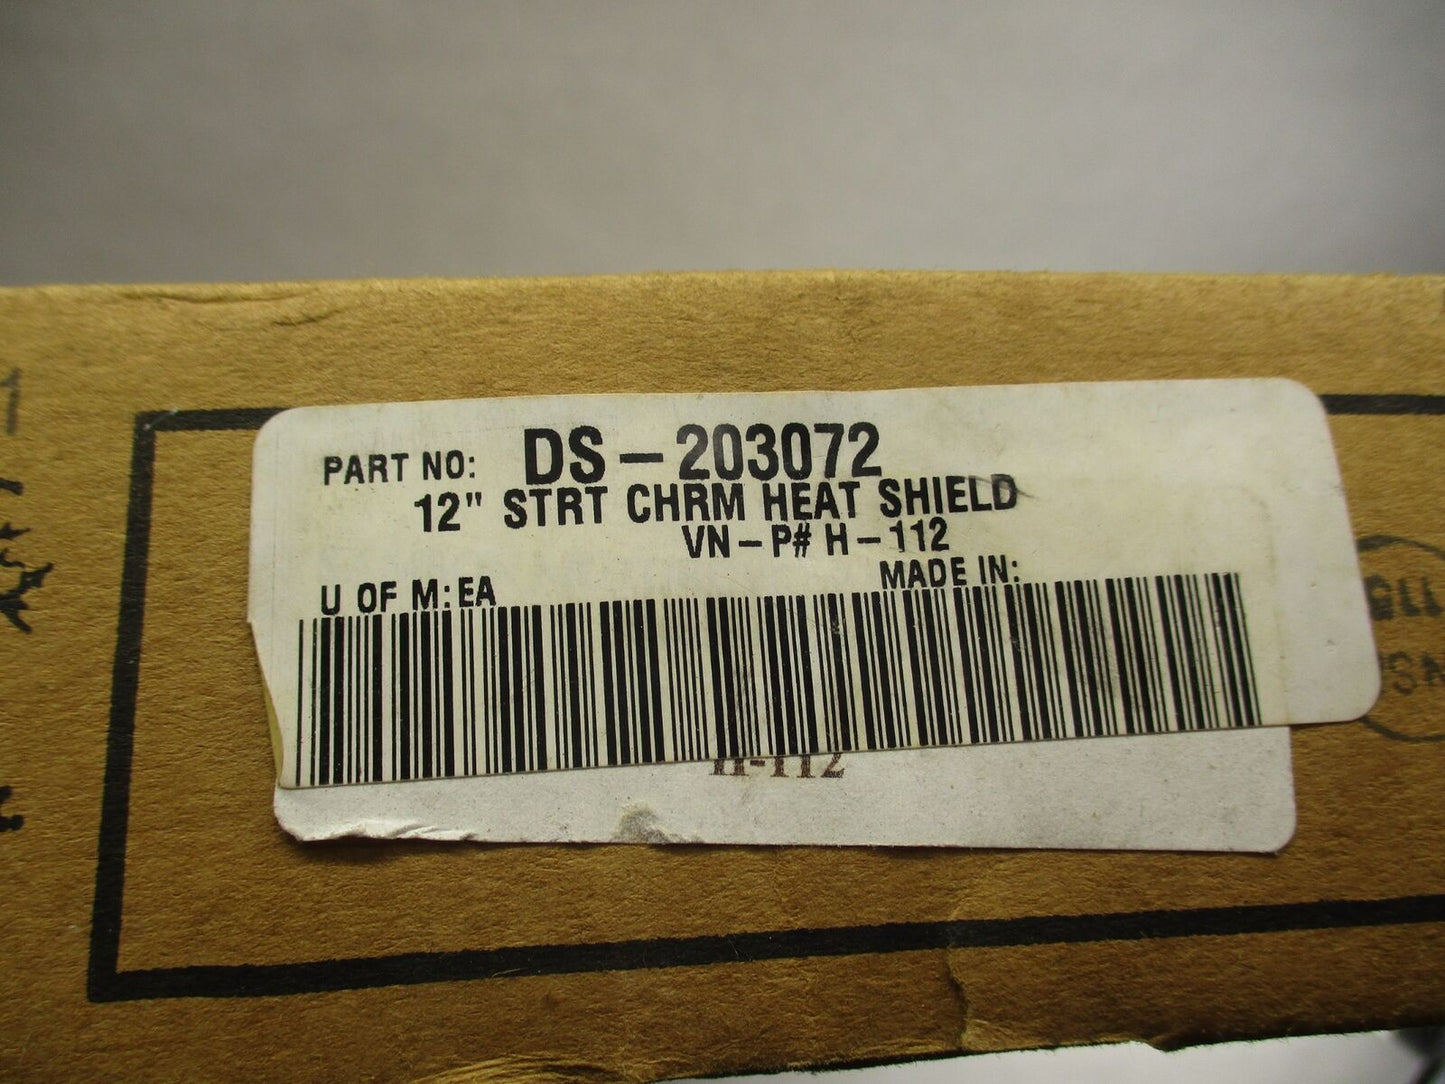 PART NO: DS-203072
12" STRT CHRM HEAT SHIELD
VN-P# H-112
U OF M:EA
MADE IN:
H-112